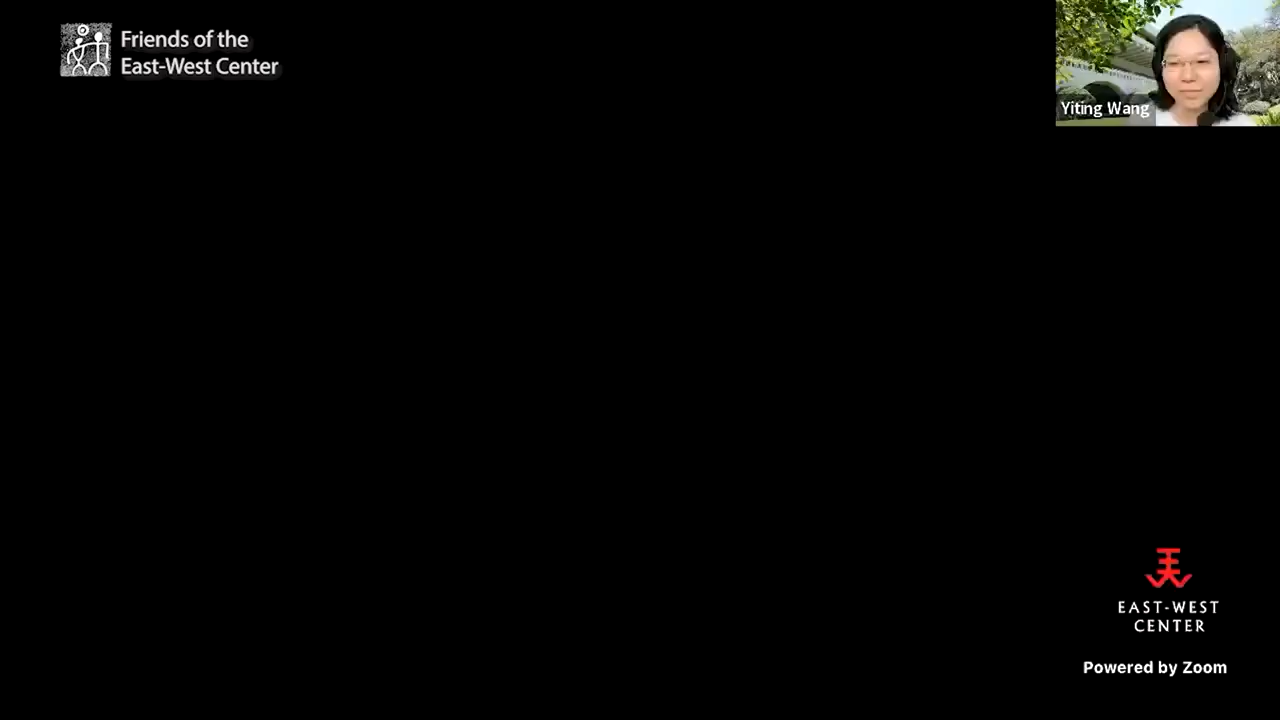 Friends of the
East-West Center
Yiting Wang
EAST-WEST
CENTER
Powered by Zoom